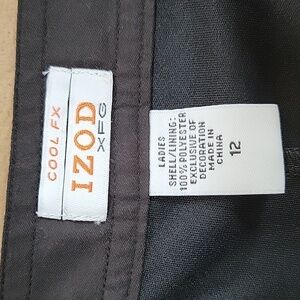 COOL FX
IZOD
XFG
LADIES
SHELL/LINING:
100% POLYESTER
EXCLUSIVE OF
DECORATION
MADE IN
CHINA
12